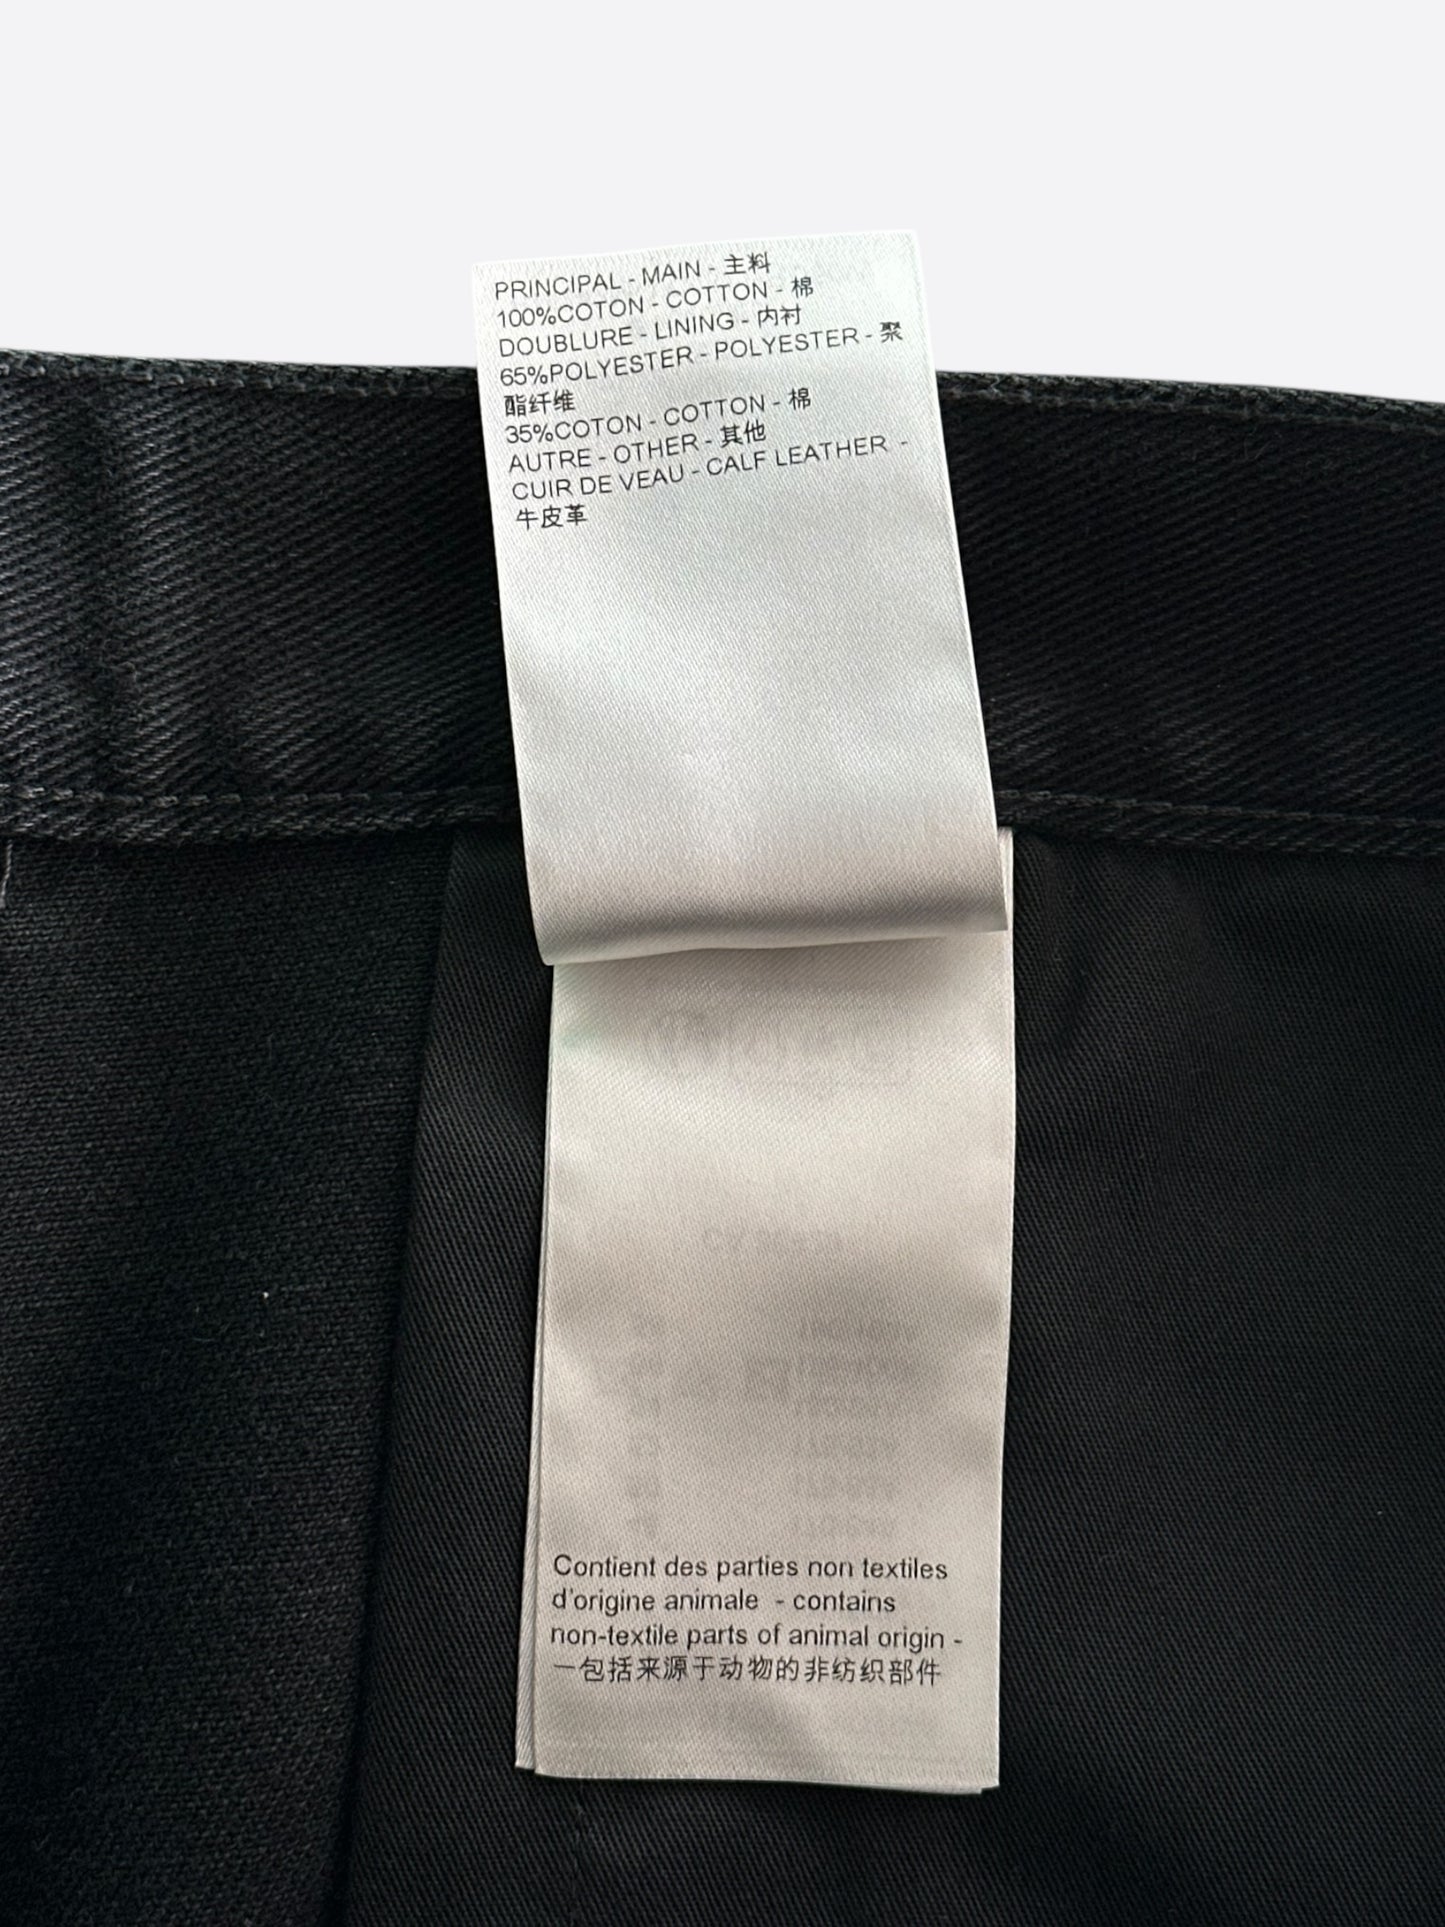 PRINCIPAL - MAIN - 主料
100%COTON - COTTON - 棉
DOUBLURE - LINING - 内衬
65%POLYESTER - POLYESTER - 聚
酯纤维
35%COTON - COTTON - 棉
AUTRE - OTHER - 其他
CUIR DE VEAU - CALF LEATHER -
牛皮革
Contient des parties non textiles
d'origine animale - contains
non-textile parts of animal origin -
一包括来源于动物的非纺织部件